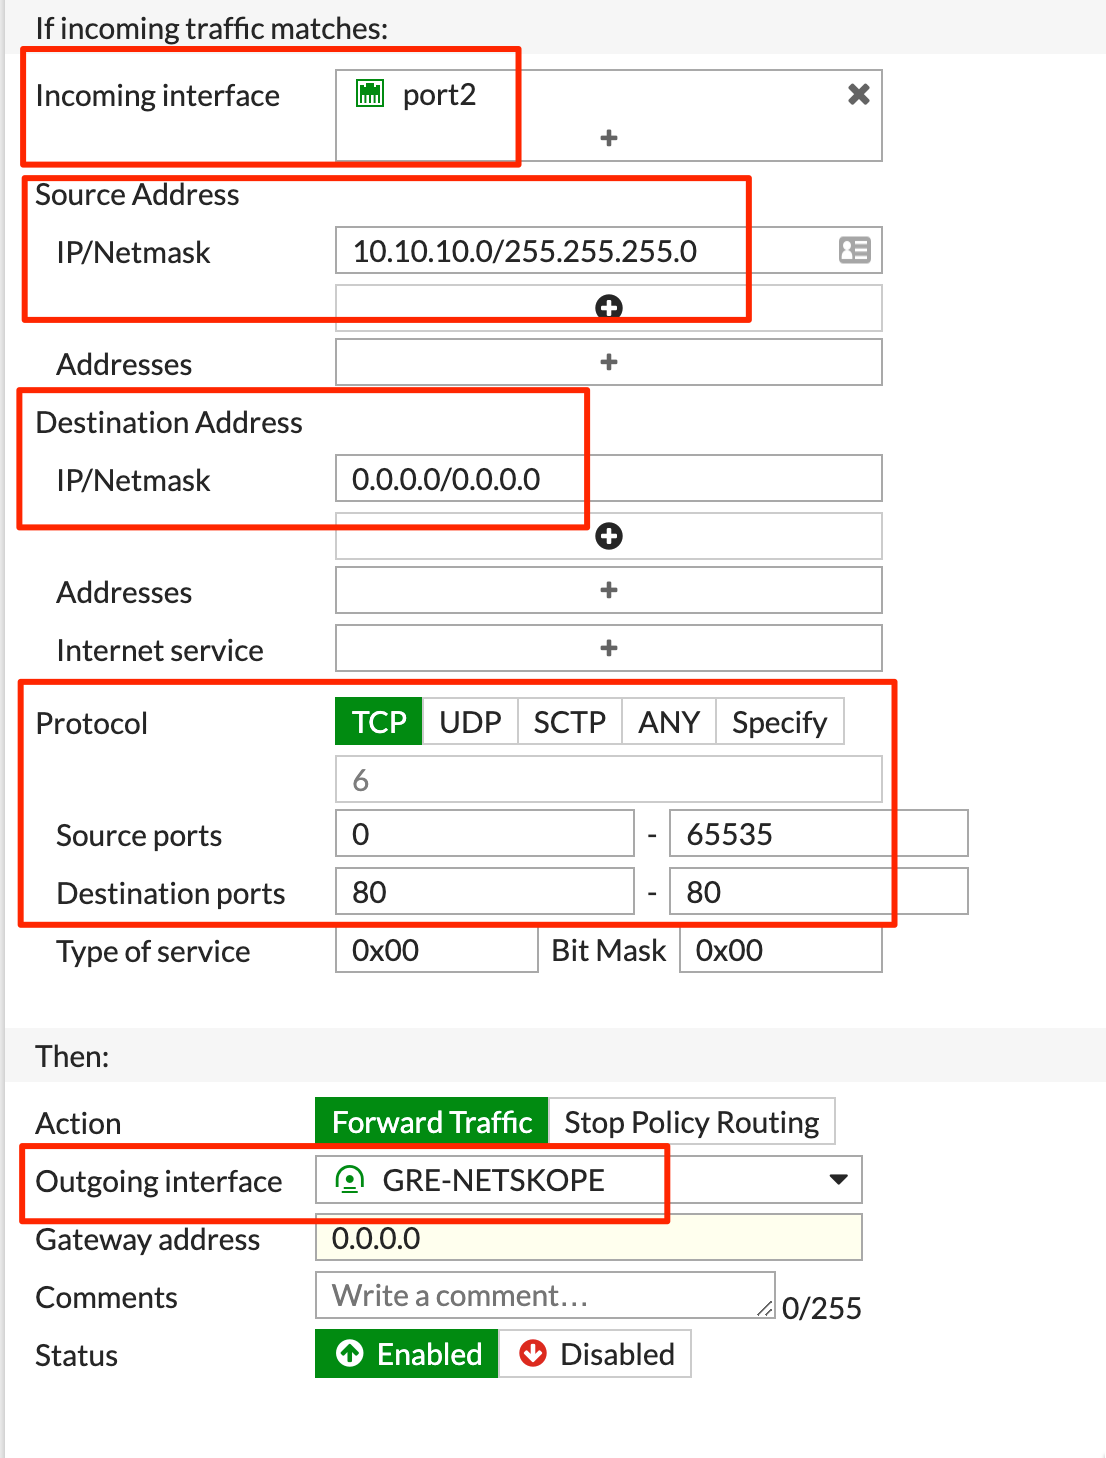 If incoming traffic matches:
Incoming interface port2
Source Address
IP/Netmask 10.10.10.0/255.255.255.0
Addresses
Destination Address
IP/Netmask 0.0.0.0/0.0.0.0
Addresses
Internet service
Protocol TCP UDP SCTP ANY Specify
6
Source ports 0 - 65535
Destination ports 80 - 80
Type of service 0x00 Bit Mask 0x00
Then:
Action Forward Traffic Stop Policy Routing
Outgoing interface GRE-NETSKOPE
Gateway address 0.0.0.0
Comments Write a comment... 0/255
Status Enabled Disabled